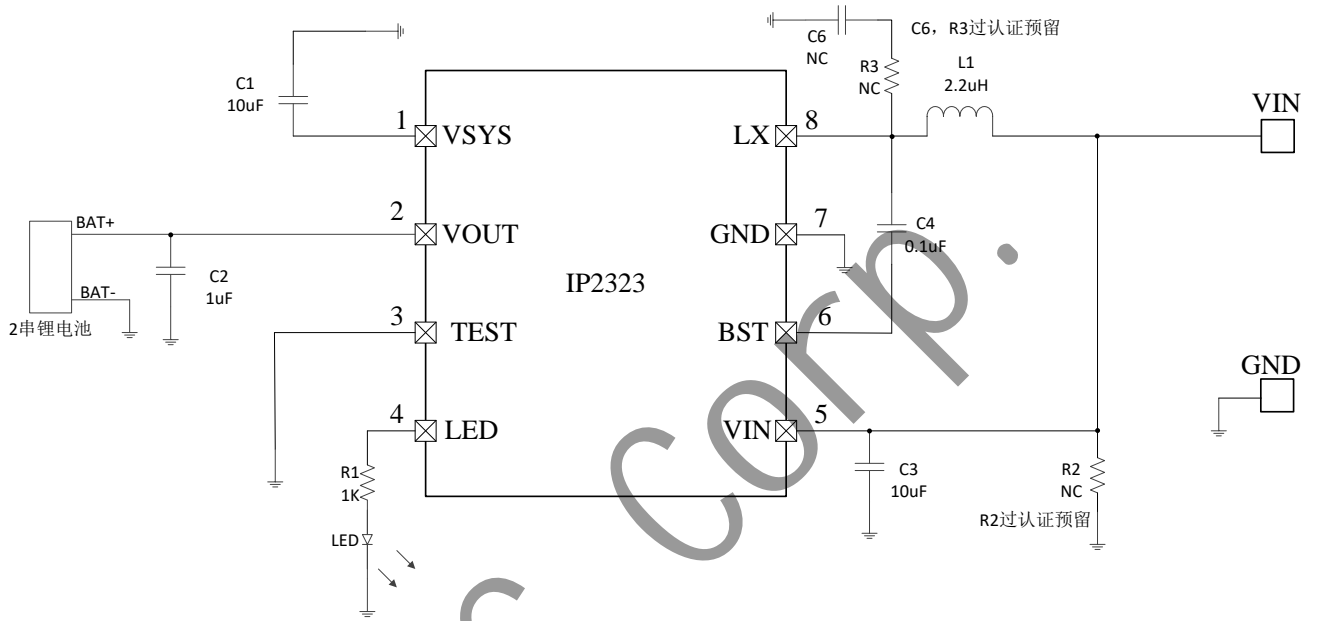 C6
NC
C6，R3过认证预留
R3
NC
L1
2.2uH
VIN
C1
10uF
1
VSYS
LX
8
BAT+
2
VOUT
GND
7
C4
0.1uF
C2
1uF
BAT-
2串锂电池
IP2323
3
TEST
BST
6
GND
4
LED
VIN
5
R1
1K
C3
10uF
R2
NC
R2过认证预留
LED
c Corp.